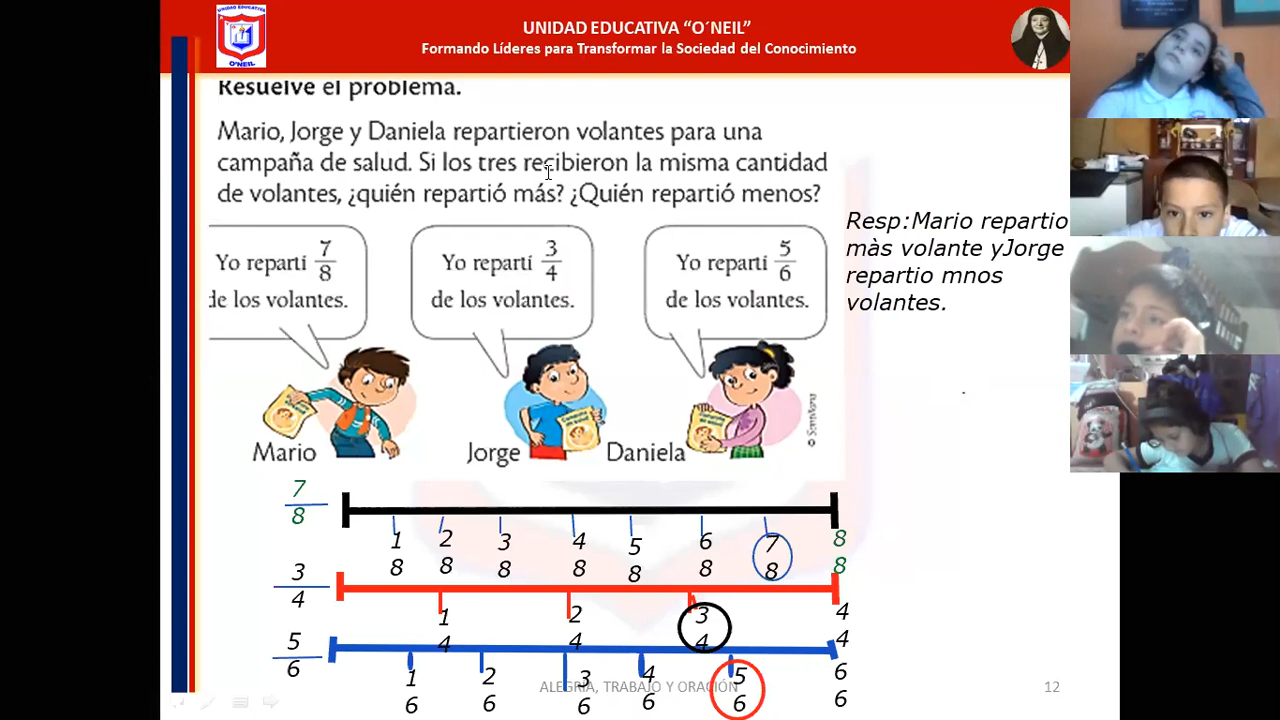 UNIDAD EDUCATIVA
O´NEIL
UNIDAD EDUCATIVA “O´NEIL”
Formando Líderes para Transformar la Sociedad del Conocimiento
Resuelve el problema.
Mario, Jorge y Daniela repartieron volantes para una
campaña de salud. Si los tres recibieron la misma cantidad
de volantes, ¿quién repartió más? ¿Quién repartió menos?
Yo repartí 7/8
de los volantes.
Yo repartí 3/4
de los volantes.
Yo repartí 5/6
de los volantes.
Resp:Mario repartio
màs volante yJorge
repartio mnos
volantes.
Mario
Jorge
Daniela
© Santillana
7/8
1/8 2/8 3/8 4/8 5/8 6/8 7/8 8/8
3/4
1/4 2/4 3/4 4/4
5/6
1/6 2/6 3/6 4/6 5/6 6/6
ALEGRÍA, TRABAJO Y ORACIÓN
12